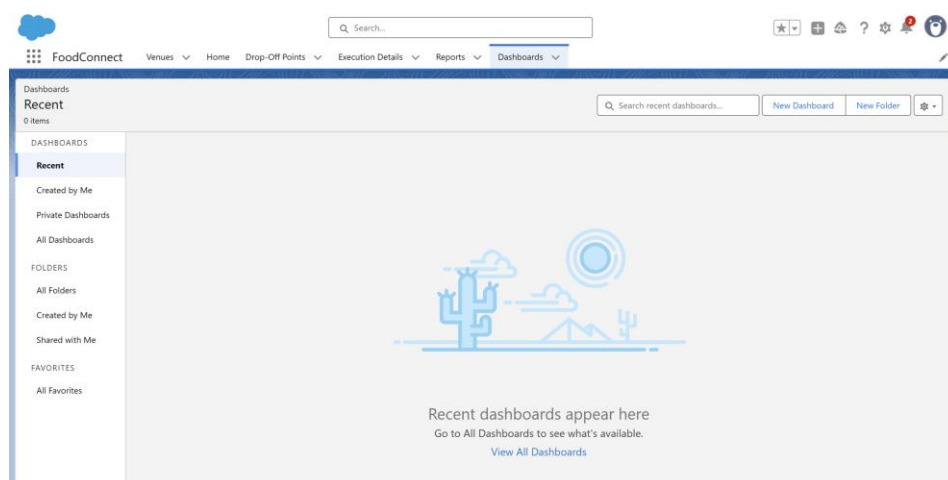 Search...
2
FoodConnect Venues Home Drop-Off Points Execution Details Reports Dashboards
Dashboards
Recent
0 items
Search recent dashboards...
New Dashboard
New Folder
DASHBOARDS
Recent
Created by Me
Private Dashboards
All Dashboards
FOLDERS
All Folders
Created by Me
Shared with Me
FAVORITES
All Favorites
Recent dashboards appear here
Go to All Dashboards to see what's available.
View All Dashboards